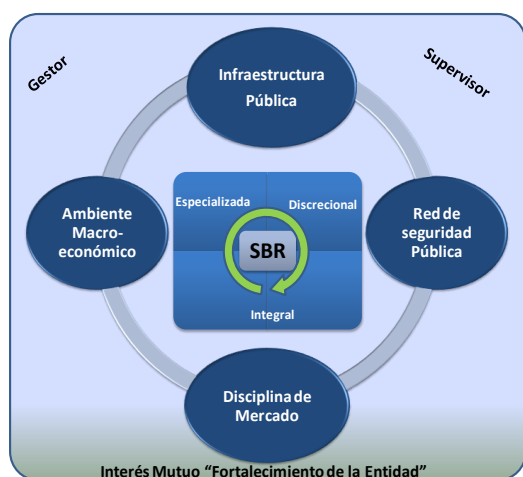 Gestor
Supervisor
Infraestructura
Pública
Ambiente
Macro-
económico
Especializada
Discrecional
SBR
Integral
Red de
seguridad
Pública
Disciplina de
Mercado
Interés Mutuo “Fortalecimiento de la Entidad”